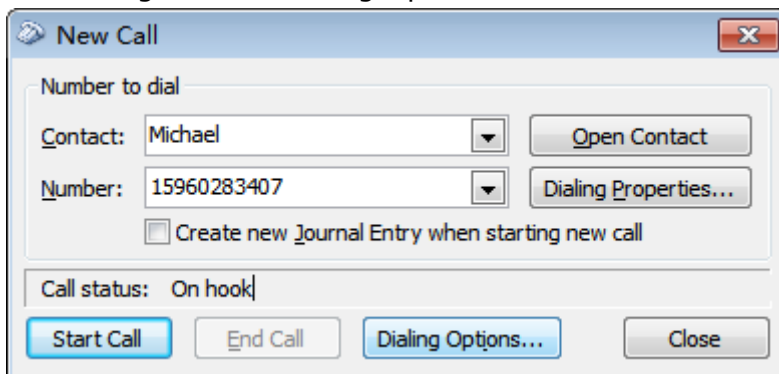 New Call
Number to dial
Contact: Michael Open Contact
Number: 15960283407 Dialing Properties...
Create new Journal Entry when starting new call
Call status: On hook
Start Call End Call Dialing Options... Close